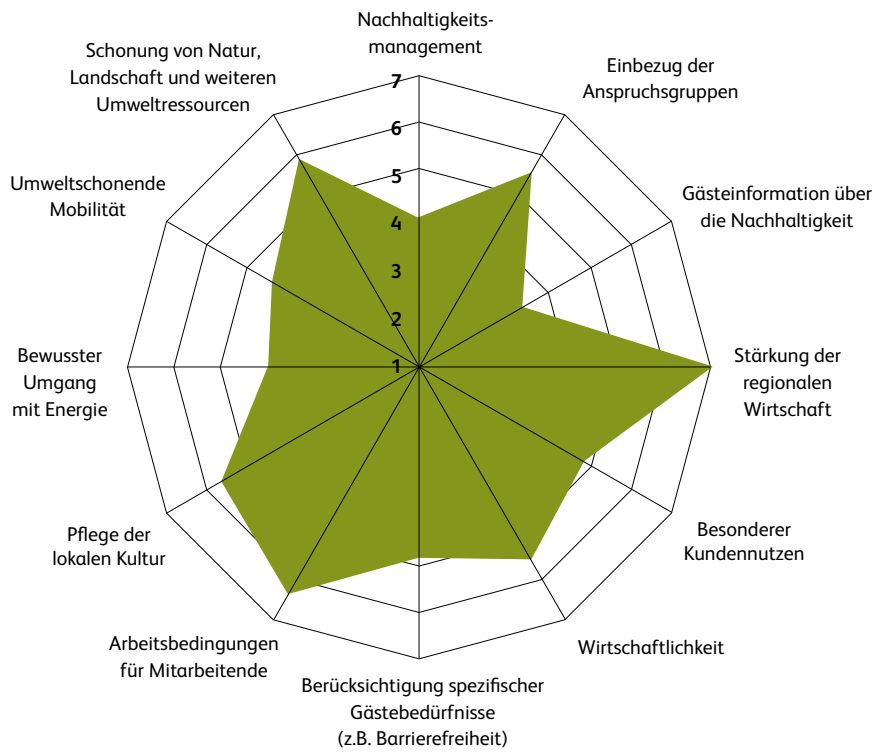 Nachhaltigkeits-
management
Einbezug der
Anspruchsgruppen
Gästeinformation über
die Nachhaltigkeit
Stärkung der
regionalen
Wirtschaft
Besonderer
Kundennutzen
Wirtschaftlichkeit
Berücksichtigung spezifischer
Gästebedürfnisse
(z.B. Barrierefreiheit)
Arbeitsbedingungen
für Mitarbeitende
Pflege der
lokalen Kultur
Bewusster
Umgang
mit Energie
Umweltschonende
Mobilität
Schonung von Natur,
Landschaft und weiteren
Umweltressourcen
7
6
5
4
3
2
1